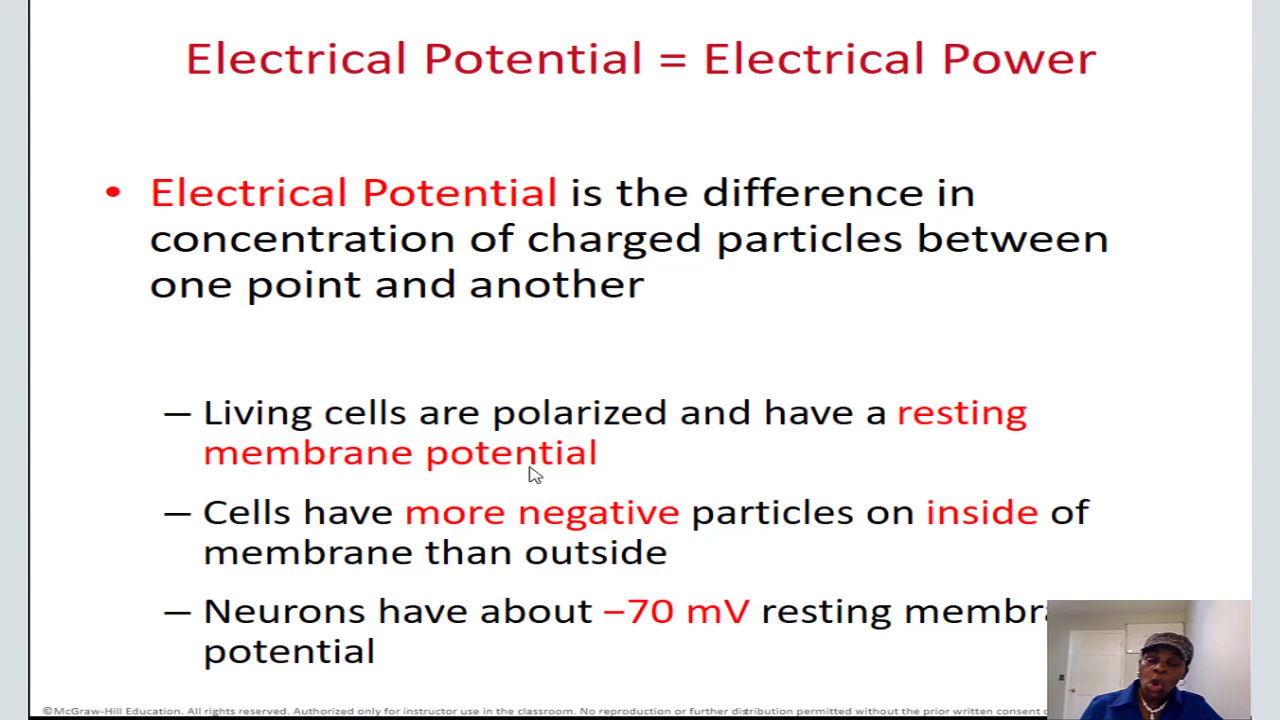 Electrical Potential = Electrical Power
• Electrical Potential is the difference in
concentration of charged particles between
one point and another
– Living cells are polarized and have a resting
membrane potential
– Cells have more negative particles on inside of
membrane than outside
– Neurons have about −70 mV resting
potential
©McGraw-Hill Education. All rights reserved. Authorized only for instructor use in the classroom. No reproduction or further distribution permitted without the prior written consent